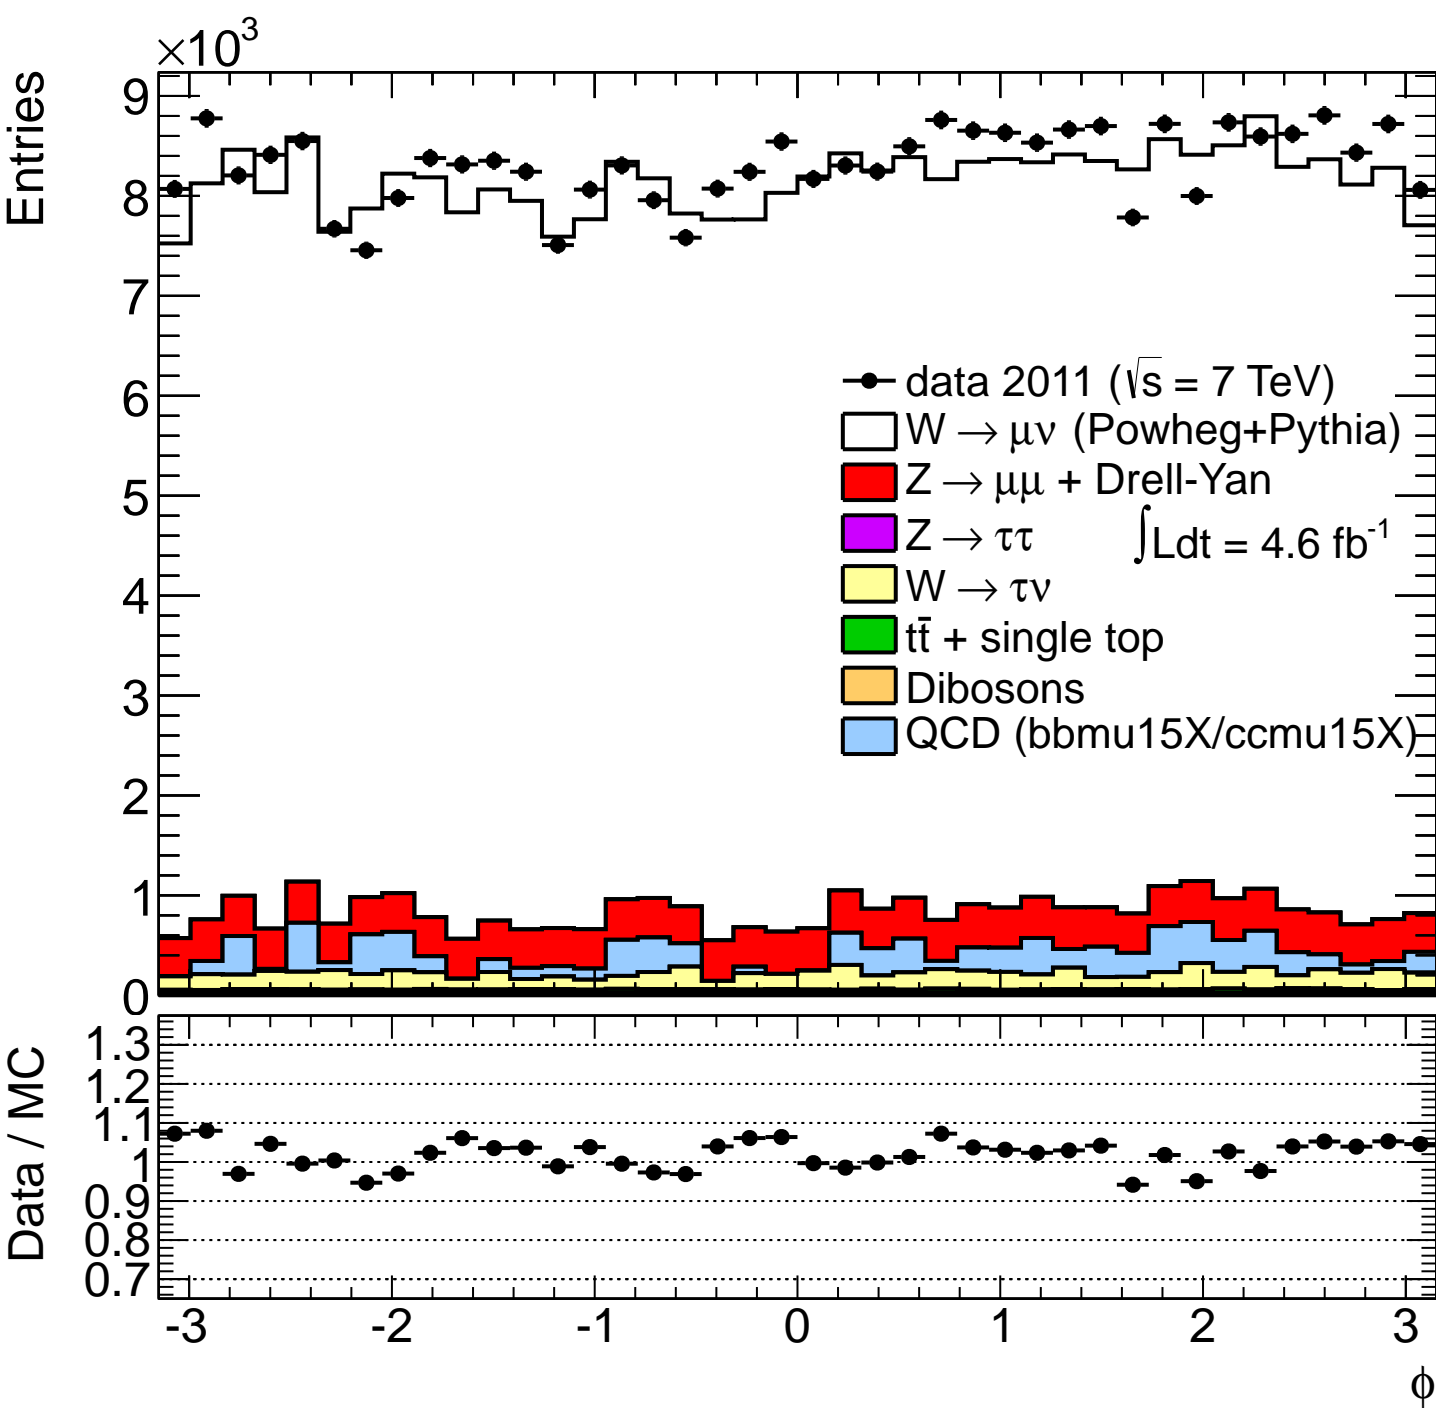 ×10³
Entries
9
8
7
6
5
4
3
2
1
0
data 2011 (√s = 7 TeV)
W → μν (Powheg+Pythia)
Z → μμ + Drell-Yan
Z → ττ
∫Ldt = 4.6 fb⁻¹
W → τν
tt̄ + single top
Dibosons
QCD (bbmu15X/ccmu15X)
Data / MC
1.3
1.2
1.1
1
0.9
0.8
0.7
-3 -2 -1 0 1 2 3
ϕ